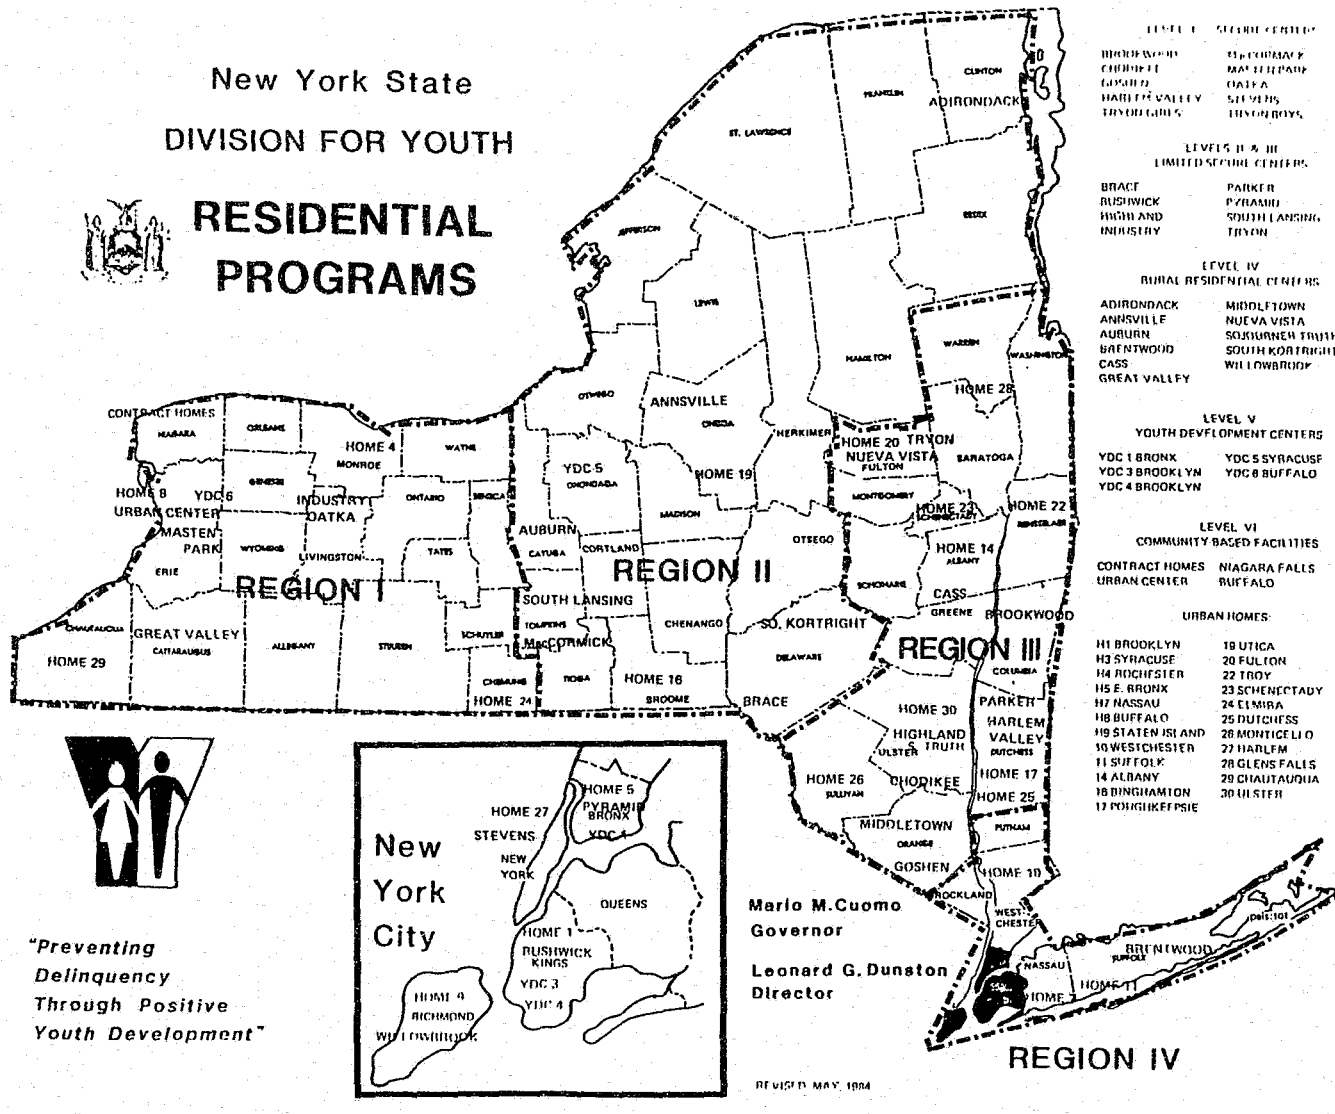 New York State
DIVISION FOR YOUTH
RESIDENTIAL
PROGRAMS
LEVEL I SECURE CENTERS
BROOKWOOD MacCORMACK
CHODIKEE MASTEN PARK
GOSHEN OATKA
HARLEM VALLEY STEVENS
TRYON GIRLS TRYON BOYS
LEVELS II & III
LIMITED SECURE CENTERS
BRACE PARKER
BUSHWICK PYRAMID
HIGHLAND SOUTH LANSING
INDUSTRY TRYON
LEVEL IV
RURAL RESIDENTIAL CENTERS
ADIRONDACK MIDDLETOWN
ANNSVILLE NUEVA VISTA
AUBURN SOJOURNER TRUTH
BRENTWOOD SOUTH KORTRIGHT
CASS WILLOWBROOK
GREAT VALLEY
LEVEL V
YOUTH DEVELOPMENT CENTERS
YDC 1 BRONX YDC 5 SYRACUSE
YDC 3 BROOKLYN YDC 6 BUFFALO
YDC 4 BROOKLYN
LEVEL VI
COMMUNITY BASED FACILITIES
CONTRACT HOMES NIAGARA FALLS
URBAN CENTER BUFFALO
URBAN HOMES
H1 BROOKLYN 19 UTICA
H3 SYRACUSE 20 FULTON
H4 ROCHESTER 22 TROY
H5 E. BRONX 23 SCHENECTADY
H7 NASSAU 24 ELMIRA
H8 BUFFALO 25 DUTCHESS
H9 STATEN ISLAND 26 MONTICELLO
10 WESTCHESTER 27 HARLEM
11 SUFFOLK 28 GLENS FALLS
14 ALBANY 29 CHAUTAUQUA
16 BINGHAMTON 30 ULSTER
17 POUGHKEEPSIE
CLINTON
FRANKLIN
ADIRONDACK
ST. LAWRENCE
ESSEX
JEFFERSON
LEWIS
HAMILTON
WARREN
WASHINGTON
HOME 28
OSWEGO
ANNSVILLE
ONEIDA
HERKIMER
HOME 20 TRYON
NUEVA VISTA
FULTON
SARATOGA
CONTRACT HOMES
NIAGARA
ORLEANS
HOME 4
MONROE
WAYNE
YDC 5
ONONDAGA
HOME 19
MADISON
MONTGOMERY
HOME 23
SCHENECTADY
HOME 22
RENSSELAER
HOME 8
URBAN CENTER
YDC 6
GENESEE
INDUSTRY
OATKA
ONTARIO
SENECA
MASTEN
PARK
ERIE
WYOMING
LIVINGSTON
YATES
AUBURN
CAYUGA
CORTLAND
OTSEGO
HOME 14
ALBANY
SCHOHARIE
CASS
GREENE
BROOKWOOD
REGION I
REGION II
REGION III
SOUTH LANSING
TOMPKINS
MacCORMICK
CHENANGO
SO. KORTRIGHT
DELAWARE
CHAUTAUQUA
HOME 29
GREAT VALLEY
CATTARAUGUS
ALLEGANY
STEUBEN
SCHUYLER
CHEMUNG
HOME 24
TIOGA
HOME 16
BROOME
BRACE
COLUMBIA
PARKER
HOME 30
HARLEM
VALLEY
DUTCHESS
HIGHLAND
S. TRUTH
ULSTER
CHODIKEE
HOME 17
HOME 25
HOME 26
SULLIVAN
MIDDLETOWN
ORANGE
GOSHEN
PUTNAM
HOME 10
ROCKLAND
WEST-
CHESTER
NASSAU
HOME 7
BRENTWOOD
SUFFOLK
HOME 11
REGION IV
New
York
City
HOME 5
PYRAMID
BRONX
YDC 1
HOME 27
STEVENS
NEW
YORK
QUEENS
HOME 1
BUSHWICK
KINGS
YDC 3
YDC 4
HOME 9
RICHMOND
WILLOWBROOK
Mario M. Cuomo
Governor
Leonard G. Dunston
Director
"Preventing
Delinquency
Through Positive
Youth Development"
REVISED MAY, 1984